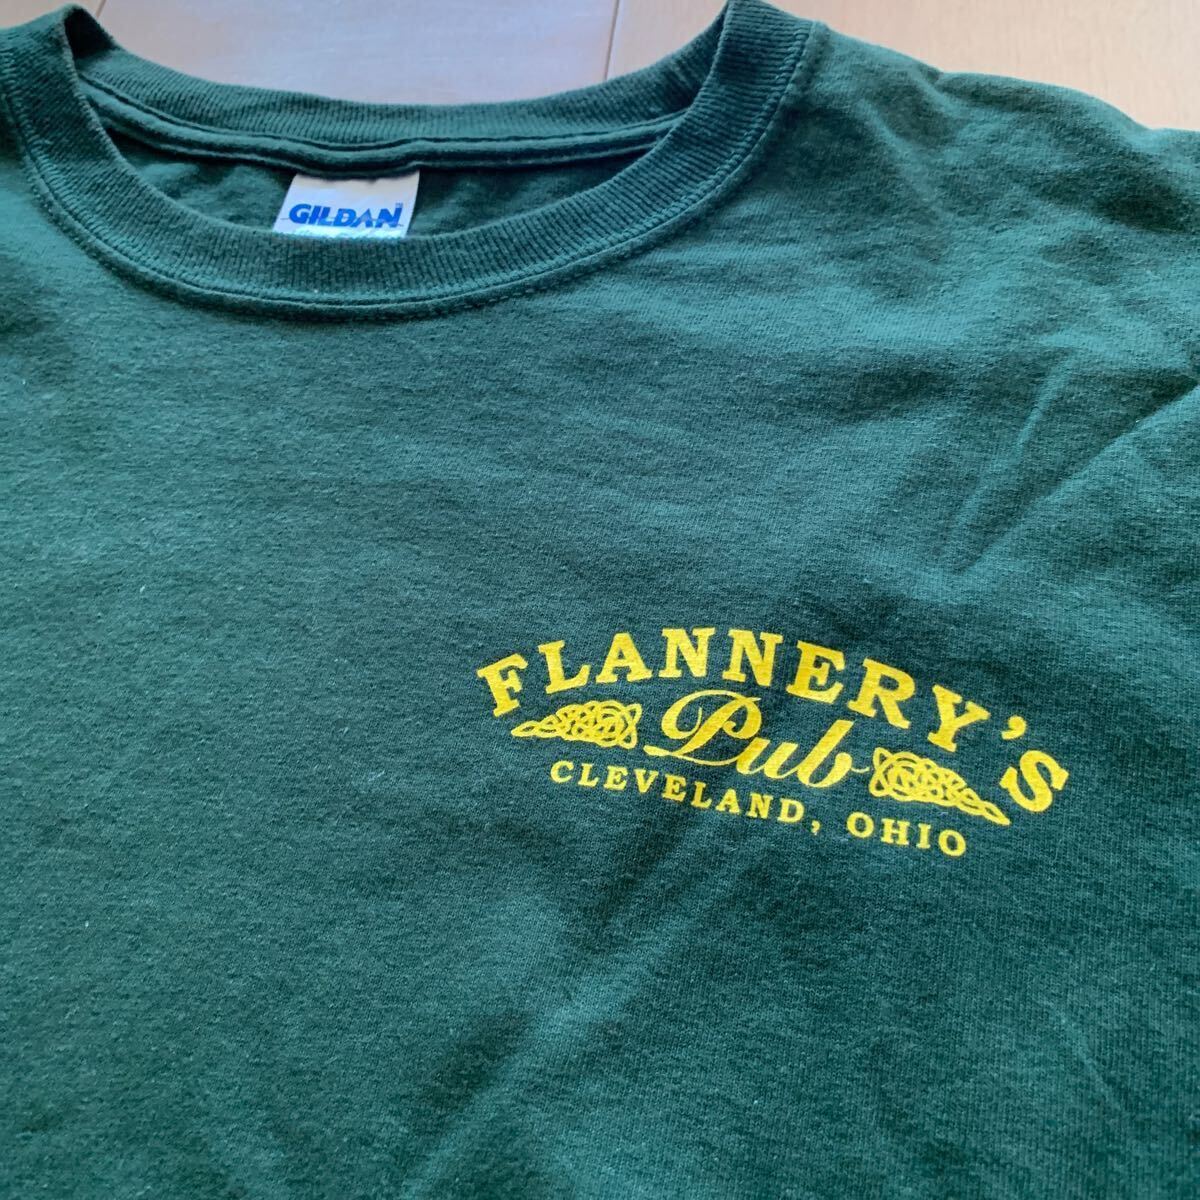 GILDAN
FLANNERY'S
Pub
CLEVELAND, OHIO